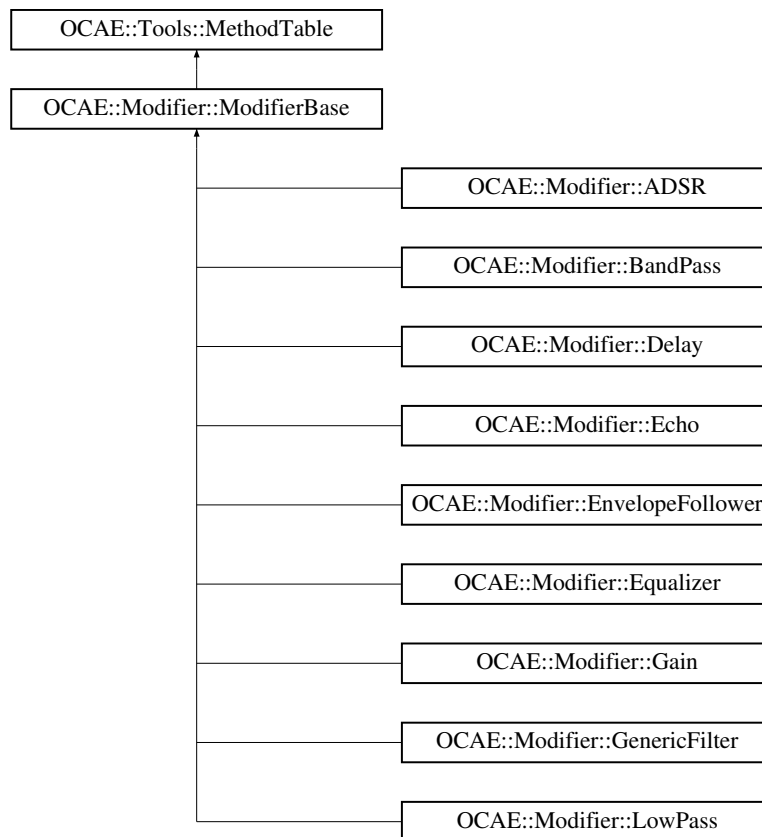 OCAE::Tools::MethodTable
OCAE::Modifier::ModifierBase
OCAE::Modifier::ADSR
OCAE::Modifier::BandPass
OCAE::Modifier::Delay
OCAE::Modifier::Echo
OCAE::Modifier::EnvelopeFollower
OCAE::Modifier::Equalizer
OCAE::Modifier::Gain
OCAE::Modifier::GenericFilter
OCAE::Modifier::LowPass